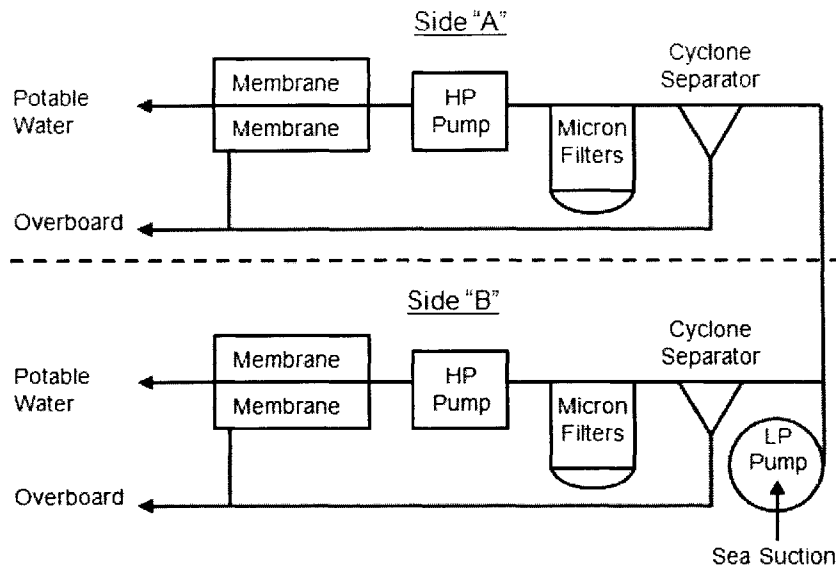 Side "A"
Cyclone
Separator
Membrane
Membrane
HP
Pump
Micron
Filters
Potable
Water
Overboard
Side "B"
Cyclone
Separator
Membrane
Membrane
HP
Pump
Micron
Filters
Potable
Water
LP
Pump
Overboard
Sea Suction